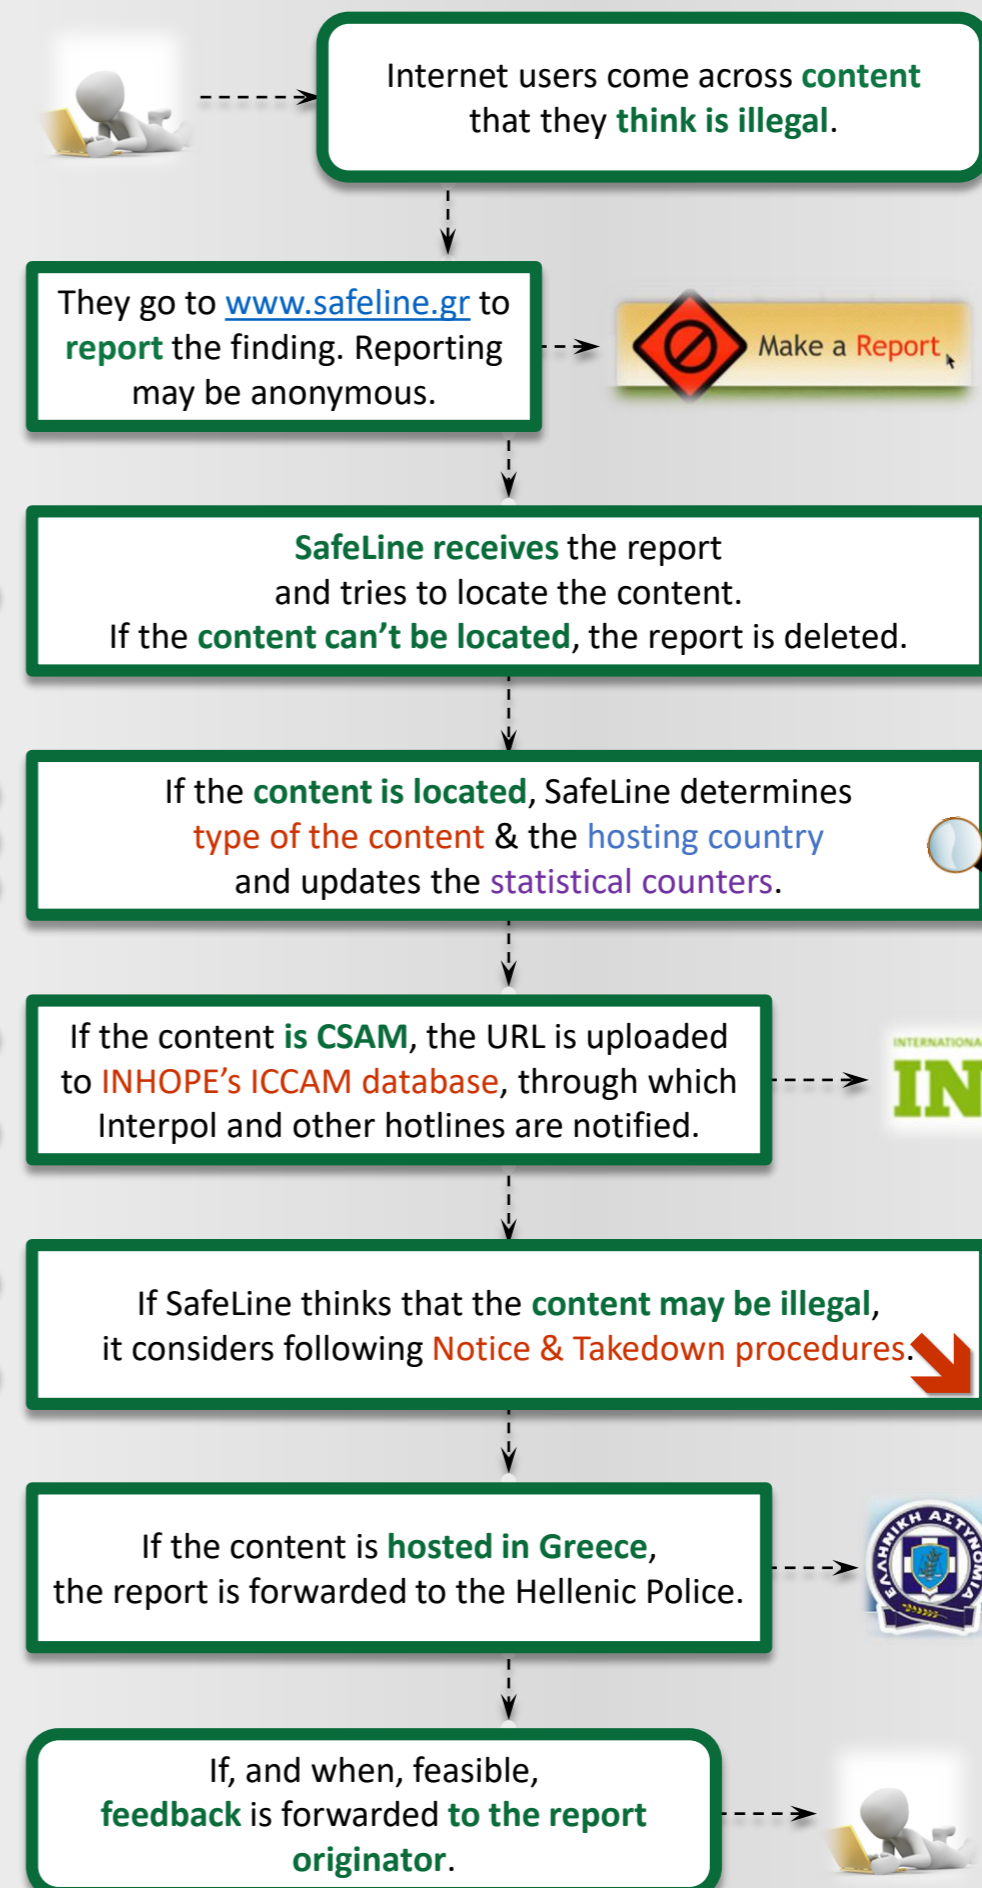 Internet users come across content
that they think is illegal.
They go to www.safeline.gr to
report the finding. Reporting
may be anonymous.
Make a Report
SafeLine receives the report
and tries to locate the content.
If the content can’t be located, the report is deleted.
If the content is located, SafeLine determines
type of the content & the hosting country
and updates the statistical counters.
If the content is CSAM, the URL is uploaded
to INHOPE’s ICCAM database, through which
Interpol and other hotlines are notified.
INTERNATIONA
IN
If SafeLine thinks that the content may be illegal,
it considers following Notice & Takedown procedures.
If the content is hosted in Greece,
the report is forwarded to the Hellenic Police.
ΕΛΛΗΝΙΚΗ ΑΣΤΥΝΟΜΙΑ
If, and when, feasible,
feedback is forwarded to the report
originator.